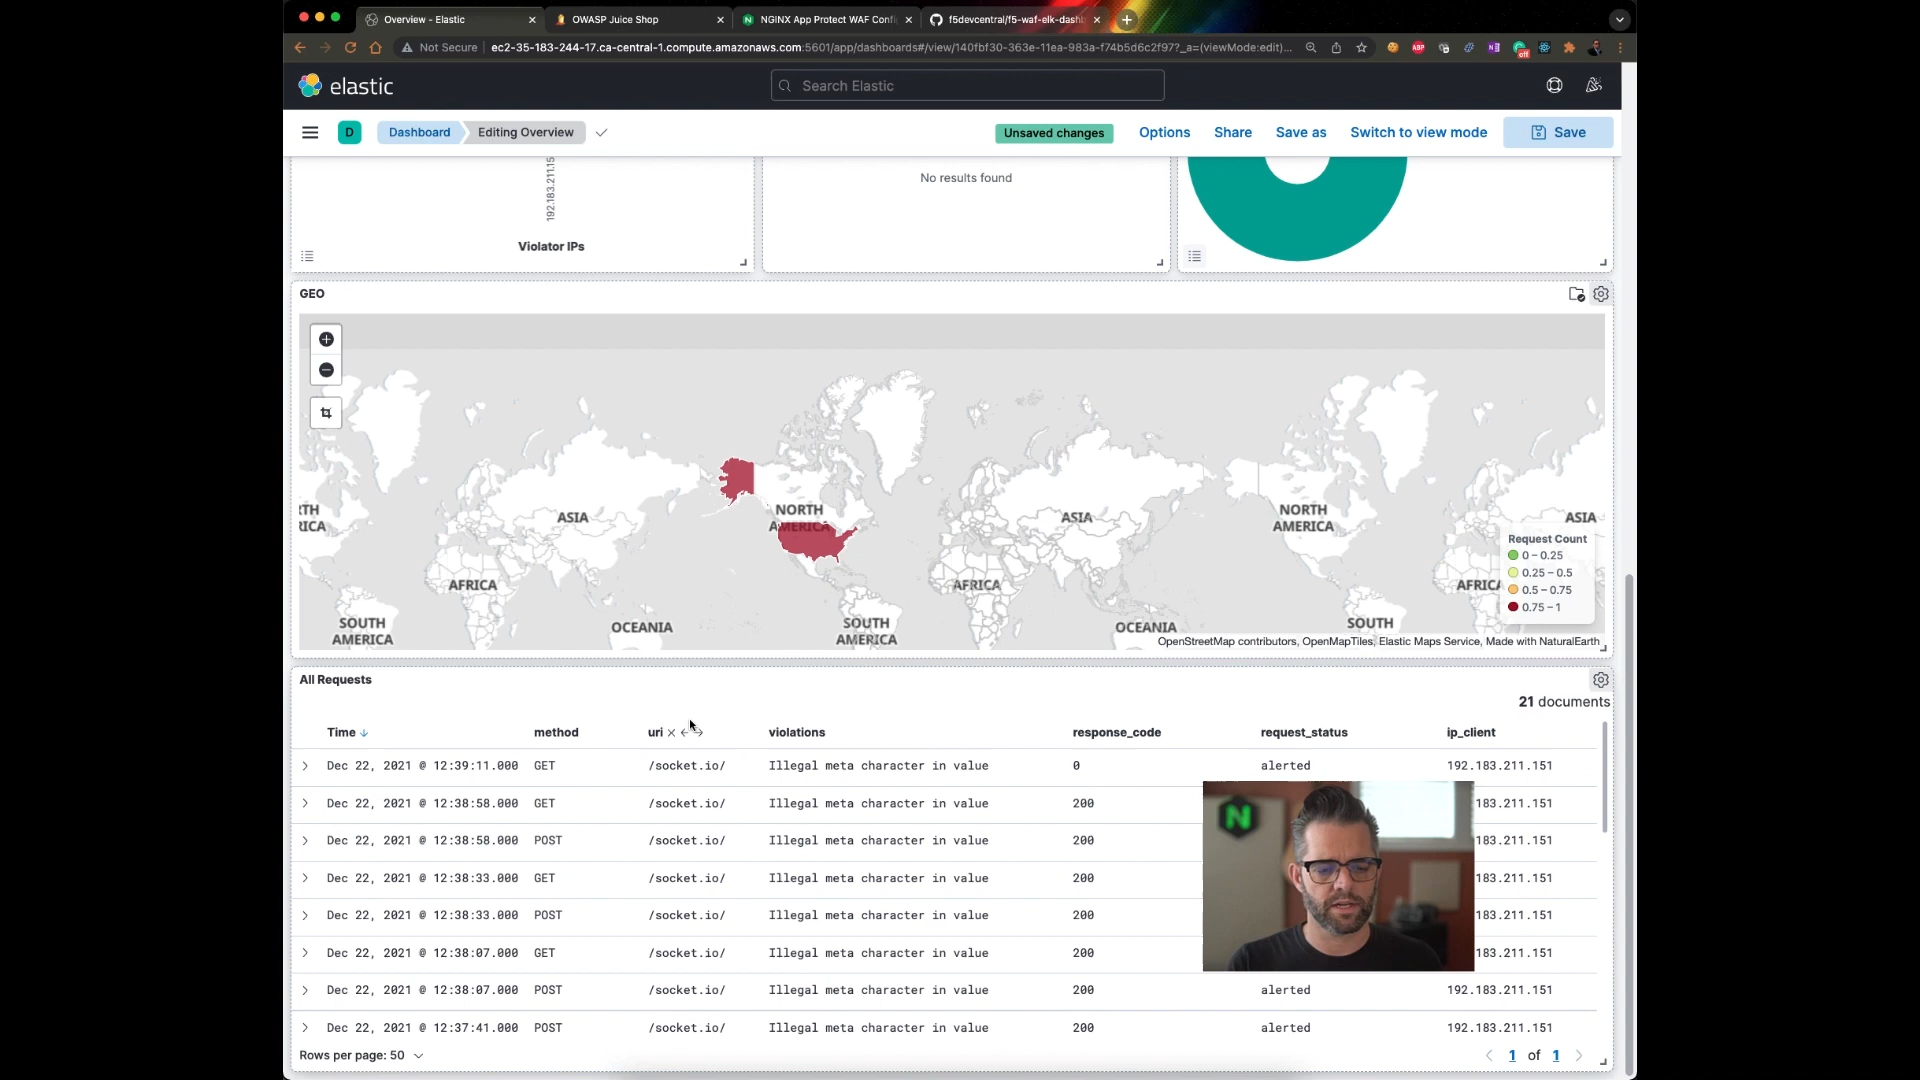 Overview - Elastic
OWASP Juice Shop
NGINX App Protect WAF Confi
f5devcentral/f5-waf-elk-dashb
Not Secure
ec2-35-183-244-17.ca-central-1.compute.amazonaws.com:5601/app/dashboards#/view/140fbf30-363e-11ea-983a-f74b5d6c2f97?_a=(viewMode:edit)...
elastic
Search Elastic
D
Dashboard
Editing Overview
Unsaved changes
Options
Share
Save as
Switch to view mode
Save
192.183.211.15
Violator IPs
No results found
GEO
ASIA
NORTH AMERICA
ASIA
NORTH AMERICA
ASIA
AFRICA
AFRICA
SOUTH AMERICA
OCEANIA
SOUTH AMERICA
OCEANIA
SOUTH
Request Count
0 – 0.25
0.25 – 0.5
0.5 – 0.75
0.75 – 1
OpenStreetMap contributors, OpenMapTiles, Elastic Maps Service, Made with NaturalEarth
All Requests
21 documents
Time method uri violations response_code request_status ip_client
Dec 22, 2021 @ 12:39:11.000 GET /socket.io/ Illegal meta character in value 0 alerted 192.183.211.151
Dec 22, 2021 @ 12:38:58.000 GET /socket.io/ Illegal meta character in value 200 183.211.151
Dec 22, 2021 @ 12:38:58.000 POST /socket.io/ Illegal meta character in value 200 183.211.151
Dec 22, 2021 @ 12:38:33.000 GET /socket.io/ Illegal meta character in value 200 183.211.151
Dec 22, 2021 @ 12:38:33.000 POST /socket.io/ Illegal meta character in value 200 183.211.151
Dec 22, 2021 @ 12:38:07.000 GET /socket.io/ Illegal meta character in value 200 183.211.151
Dec 22, 2021 @ 12:38:07.000 POST /socket.io/ Illegal meta character in value 200 alerted 192.183.211.151
Dec 22, 2021 @ 12:37:41.000 POST /socket.io/ Illegal meta character in value 200 alerted 192.183.211.151
Rows per page: 50
1 of 1